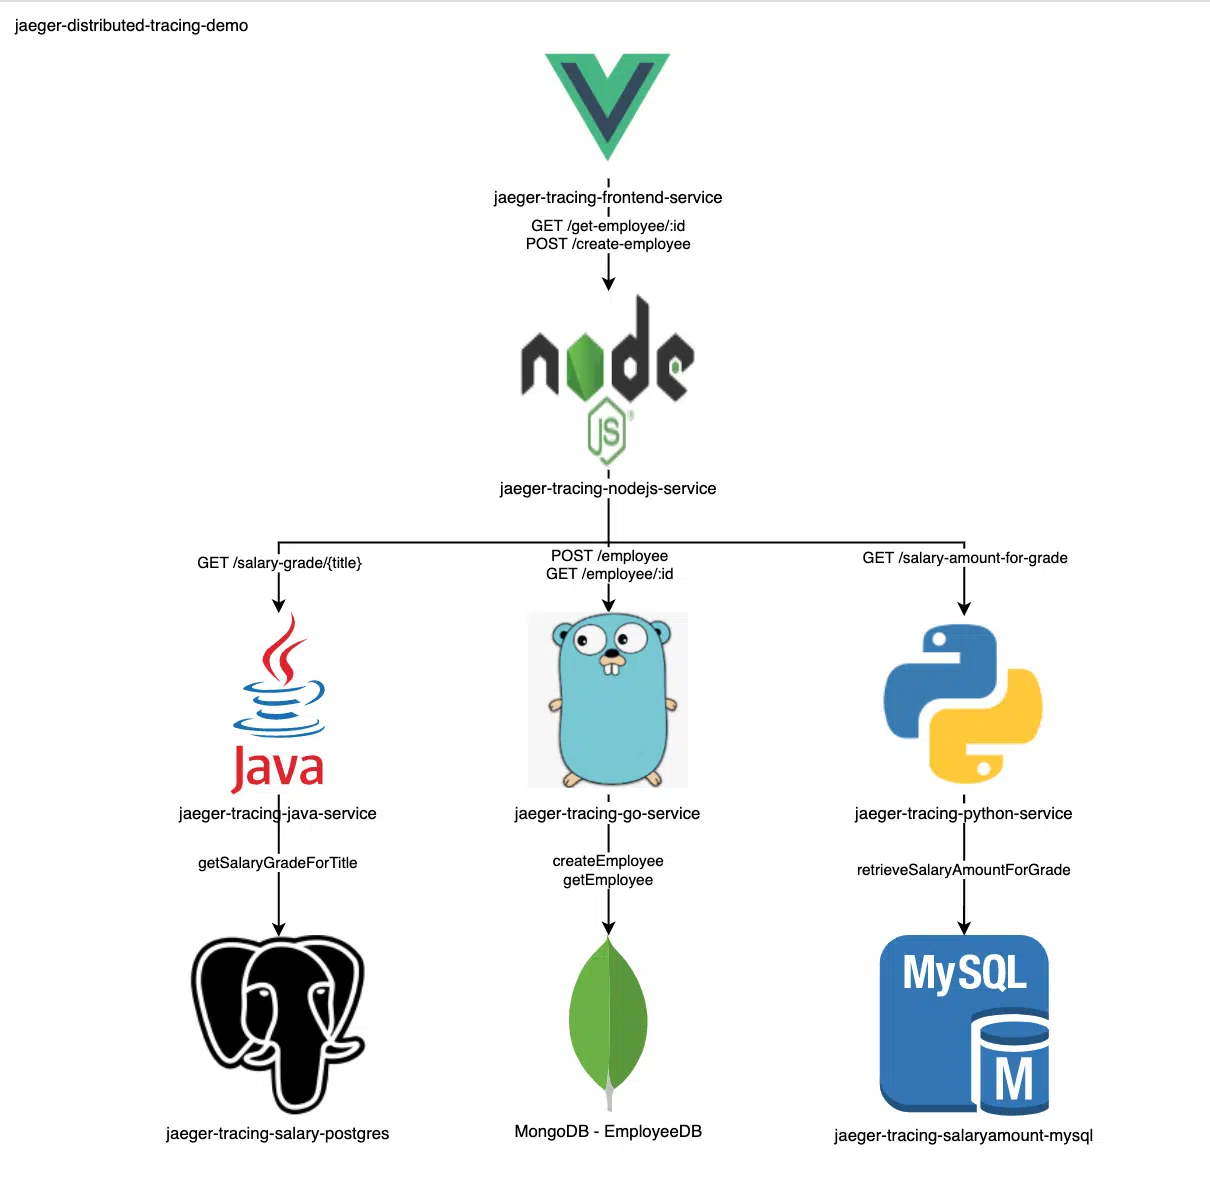 jaeger-distributed-tracing-demo
jaeger-tracing-frontend-service
GET /get-employee/:id
POST /create-employee
node
JS
jaeger-tracing-nodejs-service
GET /salary-grade/{title}
POST /employee
GET /employee/:id
GET /salary-amount-for-grade
Java
jaeger-tracing-java-service
jaeger-tracing-go-service
jaeger-tracing-python-service
getSalaryGradeForTitle
createEmployee
getEmployee
retrieveSalaryAmountForGrade
MySQL
M
jaeger-tracing-salary-postgres
MongoDB - EmployeeDB
jaeger-tracing-salaryamount-mysql